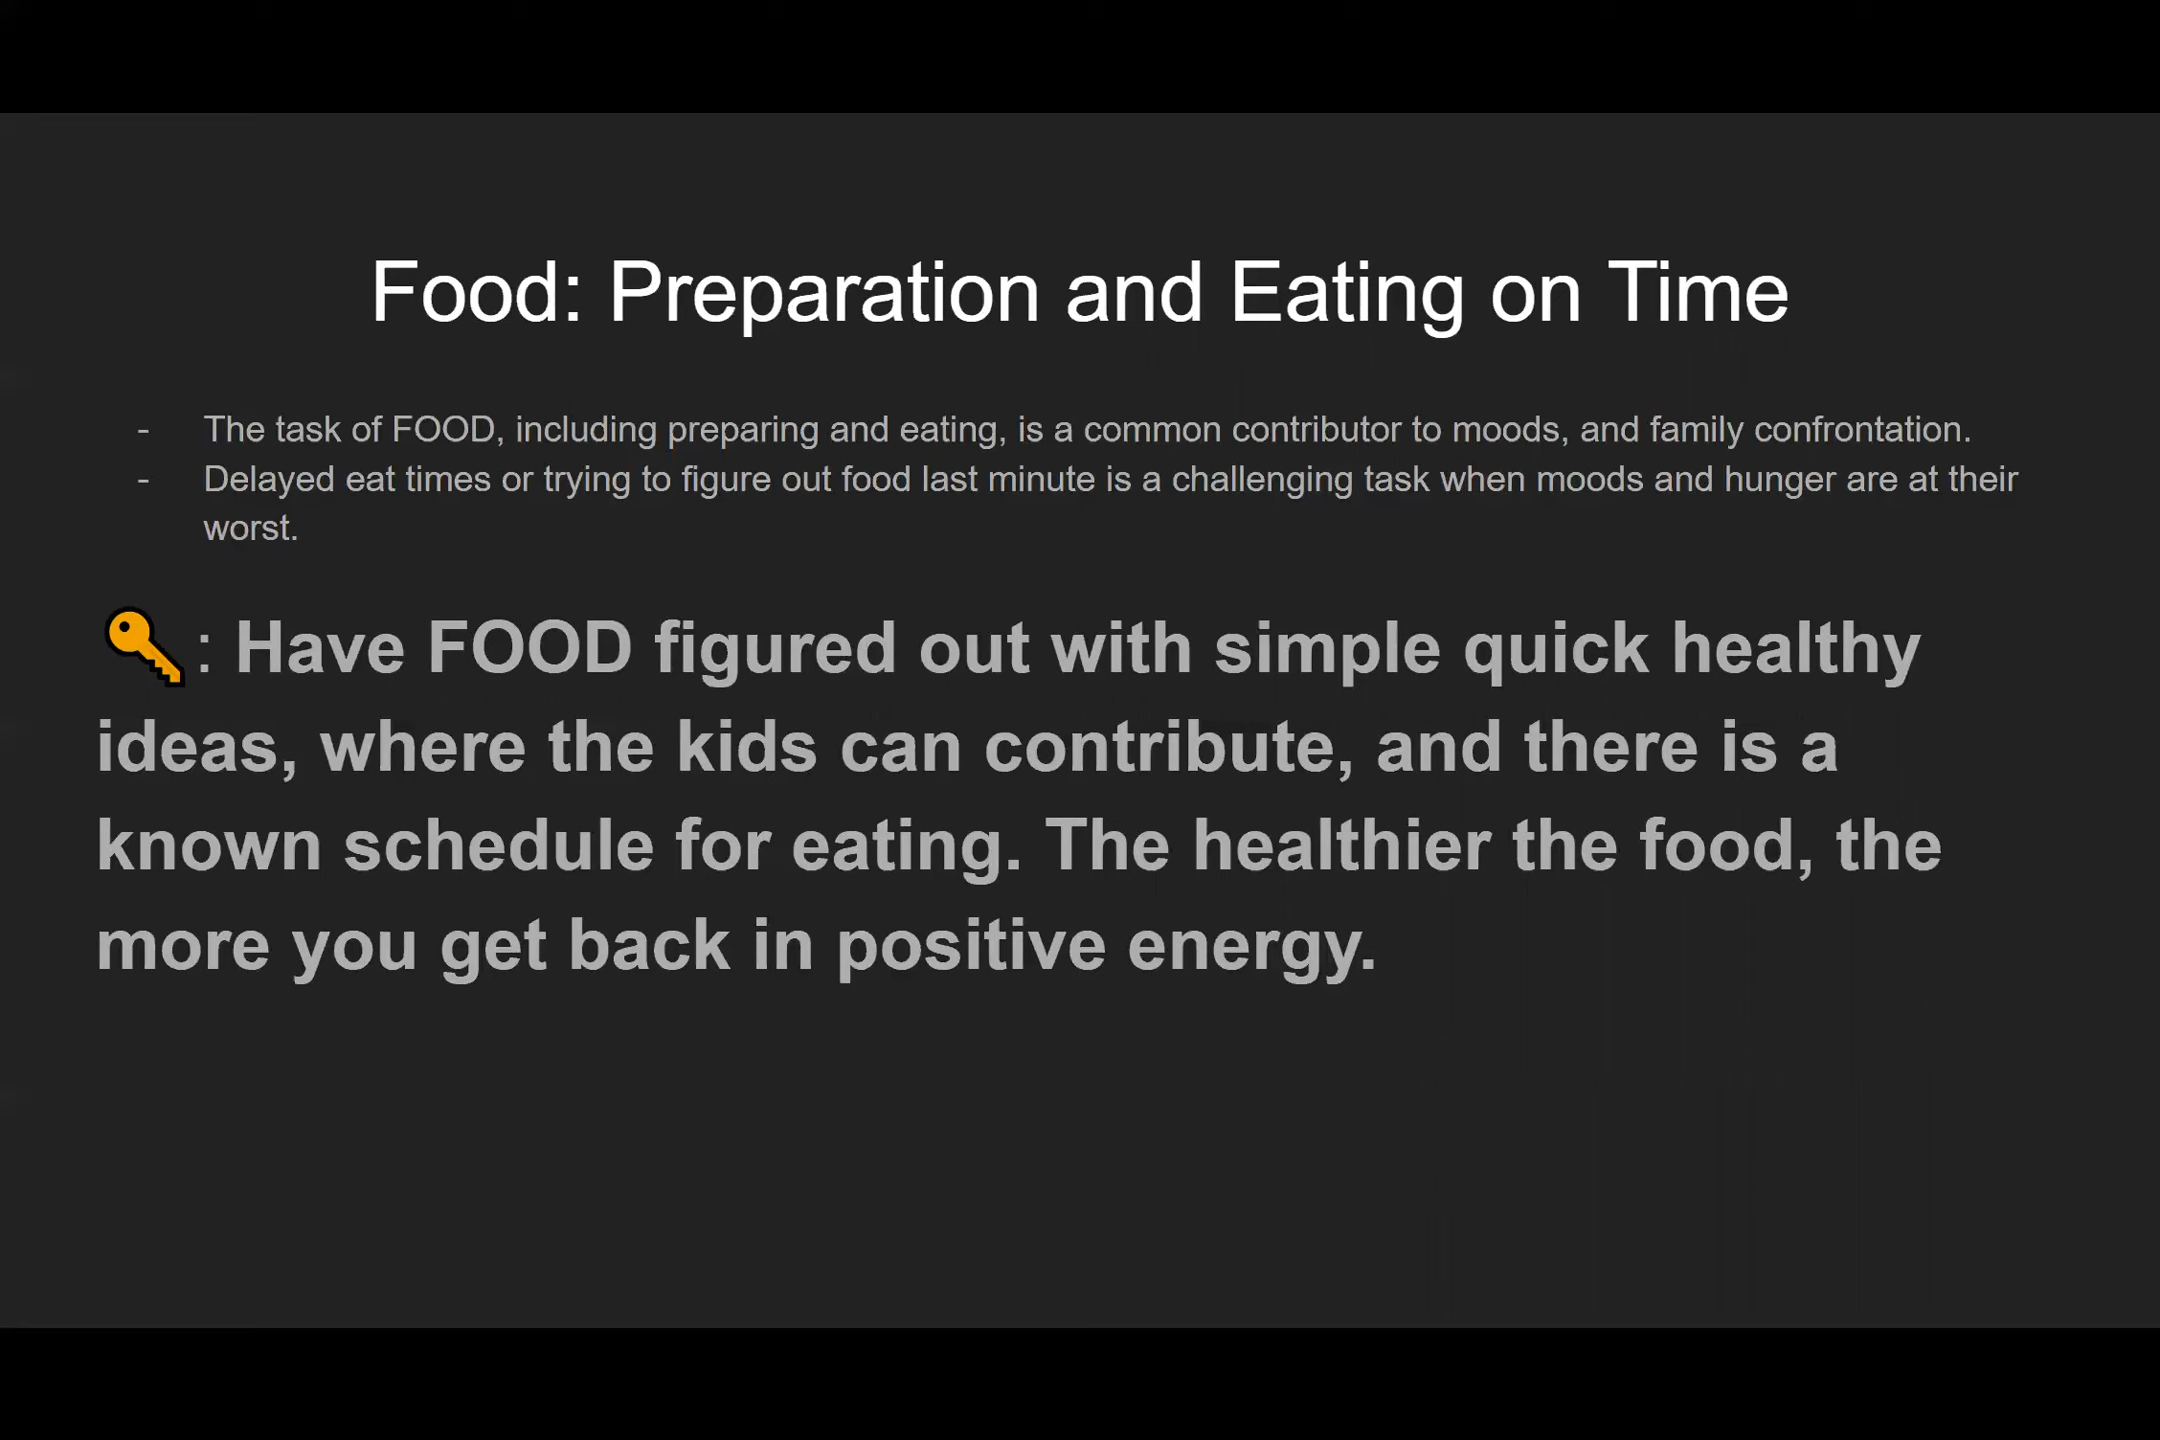 Food: Preparation and Eating on Time
- The task of FOOD, including preparing and eating, is a common contributor to moods, and family confrontation.
- Delayed eat times or trying to figure out food last minute is a challenging task when moods and hunger are at their
worst.
🔑: Have FOOD figured out with simple quick healthy
ideas, where the kids can contribute, and there is a
known schedule for eating. The healthier the food, the
more you get back in positive energy.